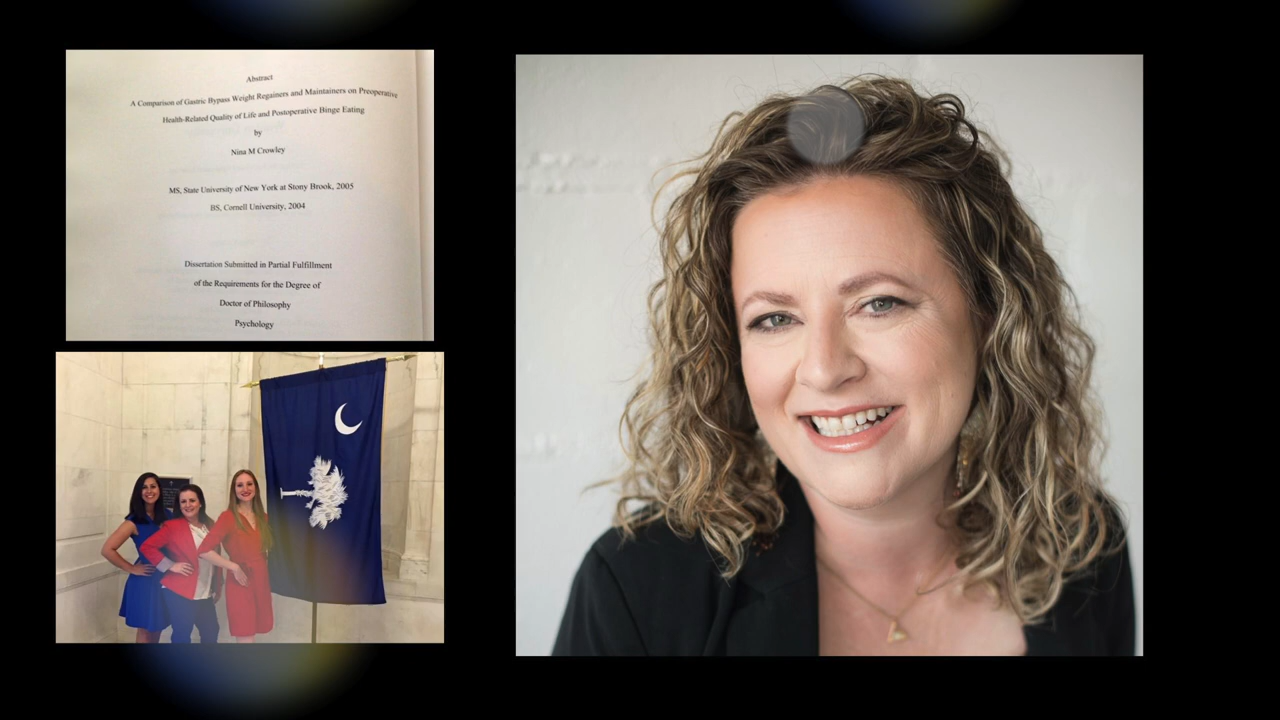 Abstract
A Comparison of Gastric Bypass Weight Regainers and Maintainers on Preoperative
Health-Related Quality of Life and Postoperative Binge Eating
by
Nina M Crowley
MS, State University of New York at Stony Brook, 2005
BS, Cornell University, 2004
Dissertation Submitted in Partial Fulfillment
of the Requirements for the Degree of
Doctor of Philosophy
Psychology